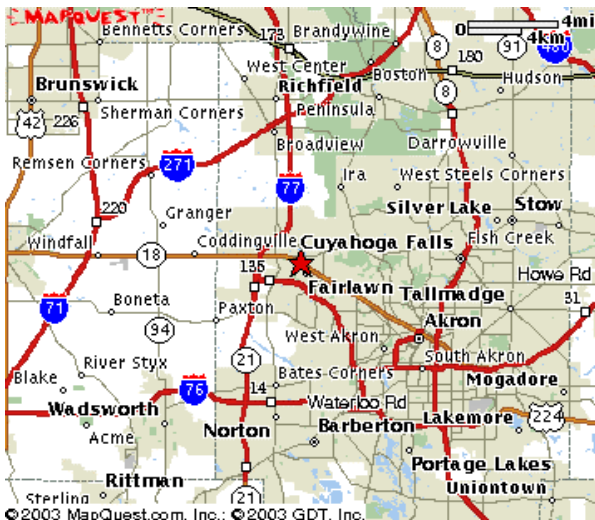 MAPQUEST
Bennetts Corners
173
Brandywine
0
4mi
4km
8
91
480
West Center
180
Boston
Hudson
Brunswick
Richfield
8
Sherman Corners
Peninsula
42
226
Broadview
Darrowville
Remsen Corners
271
Ira
West Steels Corners
77
Silver Lake
Stow
220
Granger
Windfall
18
Coddingville
Cuyahoga Falls
Fish Creek
135
Fairlawn
Howe Rd
71
Boneta
Paxton
Tallmadge
31
94
West Akron
Akron
River Styx
21
South Akron
Blake
76
14
Bates Corners
Mogadore
Wadsworth
Waterloo Rd
Lakemore
224
Acme
Norton
Barberton
Rittman
Portage Lakes
Sterling
21
Uniontown
©2003 MapQuest.com, Inc.; ©2003 GDT, Inc.